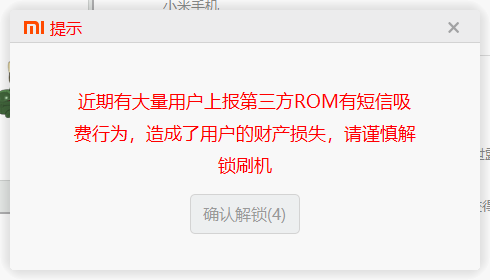 小米手机
mi 提示
近期有大量用户上报第三方ROM有短信吸
费行为，造成了用户的财产损失，请谨慎解
锁刷机
确认解锁(4)